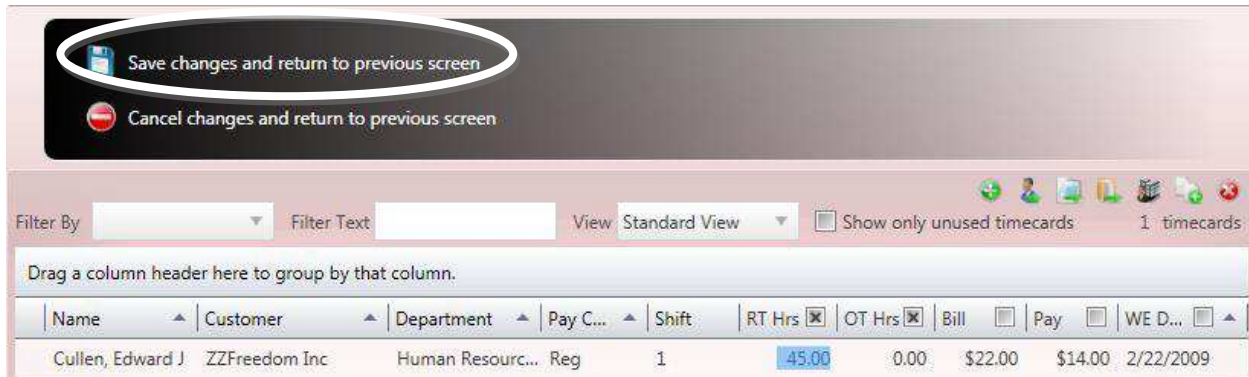 Save changes and return to previous screen
Cancel changes and return to previous screen
Filter By Filter Text View Standard View Show only unused timecards 1 timecards
Drag a column header here to group by that column.
Name Customer Department Pay C... Shift RT Hrs OT Hrs Bill Pay WE D...
Cullen, Edward J ZZFreedom Inc Human Resourc... Reg 1 45.00 0.00 $22.00 $14.00 2/22/2009